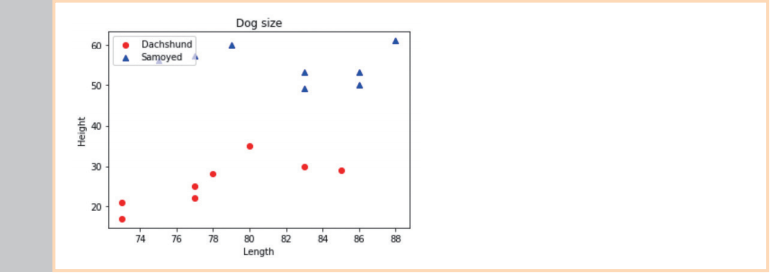 Dog size
Dachshund
Samoyed
60
50
40
30
20
Height
74 76 78 80 82 84 86 88
Length